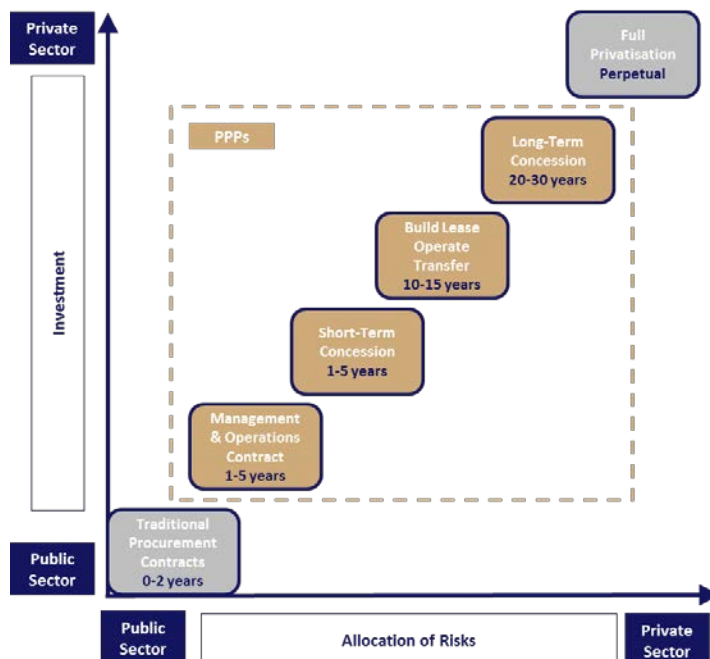 Private
Sector
Full
Privatisation
Perpetual
PPPs
Long-Term
Concession
20-30 years
Build Lease
Operate
Transfer
10-15 years
Investment
Short-Term
Concession
1-5 years
Management
& Operations
Contract
1-5 years
Traditional
Procurement
Contracts
0-2 years
Public
Sector
Public
Sector
Allocation of Risks
Private
Sector